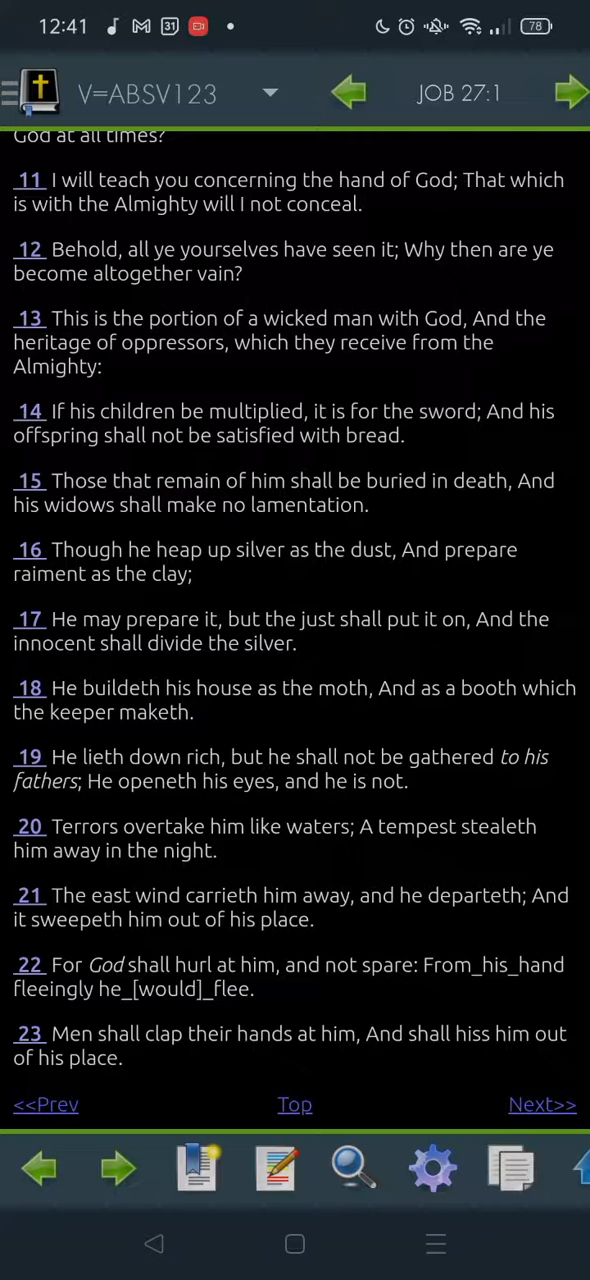 12:41
31
78
V=ABSV123
JOB 27:1
God at all times?
11 I will teach you concerning the hand of God; That which
is with the Almighty will I not conceal.
12 Behold, all ye yourselves have seen it; Why then are ye
become altogether vain?
13 This is the portion of a wicked man with God, And the
heritage of oppressors, which they receive from the
Almighty:
14 If his children be multiplied, it is for the sword; And his
offspring shall not be satisfied with bread.
15 Those that remain of him shall be buried in death, And
his widows shall make no lamentation.
16 Though he heap up silver as the dust, And prepare
raiment as the clay;
17 He may prepare it, but the just shall put it on, And the
innocent shall divide the silver.
18 He buildeth his house as the moth, And as a booth which
the keeper maketh.
19 He lieth down rich, but he shall not be gathered to his
fathers; He openeth his eyes, and he is not.
20 Terrors overtake him like waters; A tempest stealeth
him away in the night.
21 The east wind carrieth him away, and he departeth; And
it sweepeth him out of his place.
22 For God shall hurl at him, and not spare: From_his_hand
fleeingly he_[would]_flee.
23 Men shall clap their hands at him, And shall hiss him out
of his place.
<<Prev
Top
Next>>